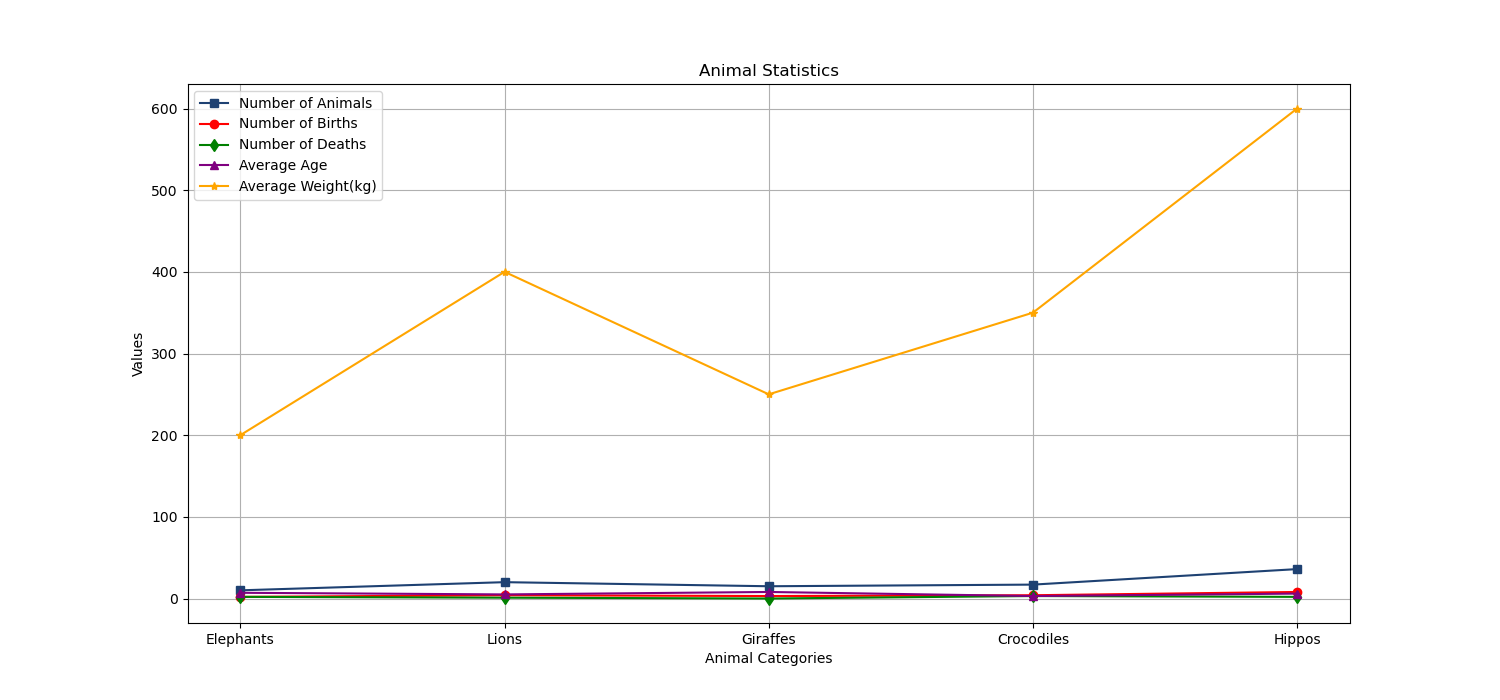 Animal Statistics
Number of Animals
Number of Births
Number of Deaths
Average Age
Average Weight(kg)
600
500
400
300
200
100
0
Values
Elephants Lions Giraffes Crocodiles Hippos
Animal Categories